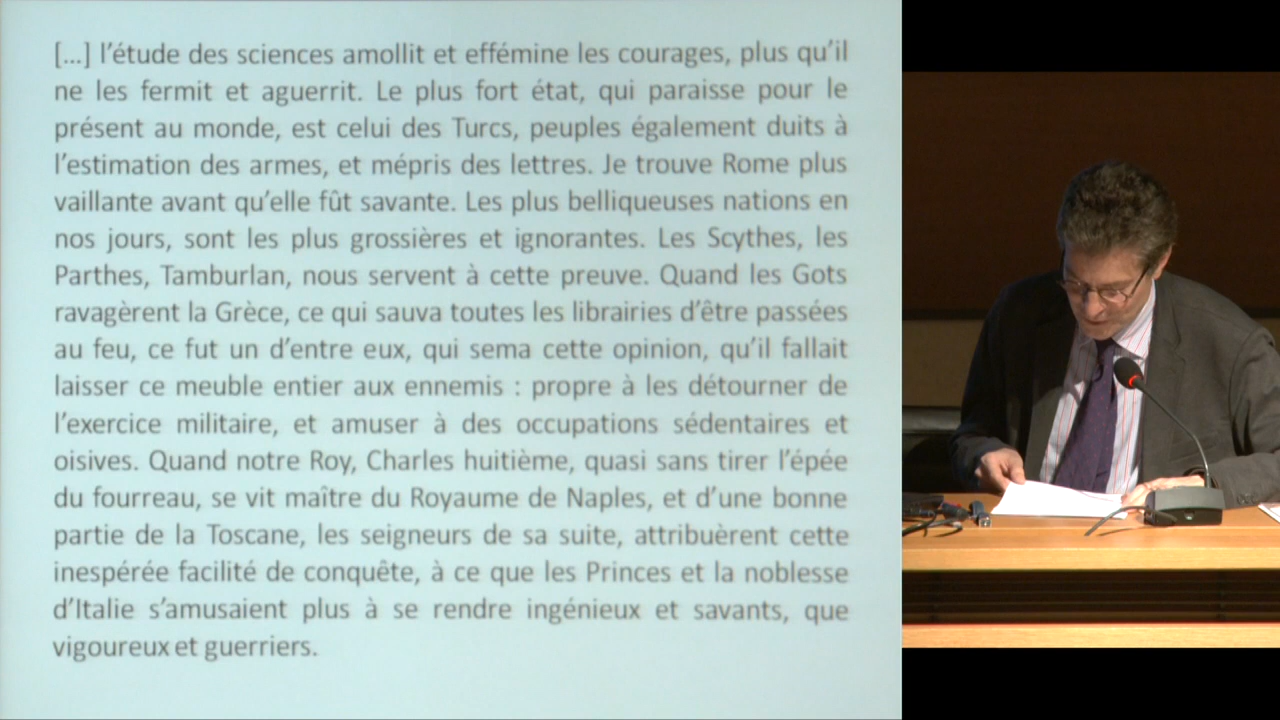 [...] l’étude des sciences amollit et effémine les courages, plus qu’il
ne les fermit et aguerrit. Le plus fort état, qui paraisse pour le
présent au monde, est celui des Turcs, peuples également duits à
l’estimation des armes, et mépris des lettres. Je trouve Rome plus
vaillante avant qu’elle fût savante. Les plus belliqueuses nations en
nos jours, sont les plus grossières et ignorantes. Les Scythes, les
Parthes, Tamburlan, nous servent à cette preuve. Quand les Gots
ravagèrent la Grèce, ce qui sauva toutes les librairies d’être passées
au feu, ce fut un d’entre eux, qui sema cette opinion, qu’il fallait
laisser ce meuble entier aux ennemis : propre à les détourner de
l’exercice militaire, et amuser à des occupations sédentaires et
oisives. Quand notre Roy, Charles huitième, quasi sans tirer l’épée
du fourreau, se vit maître du Royaume de Naples, et d’une bonne
partie de la Toscane, les seigneurs de sa suite, attribuèrent cette
inespérée facilité de conquête, à ce que les Princes et la noblesse
d’Italie s’amusaient plus à se rendre ingénieux et savants, que
vigoureux et guerriers.